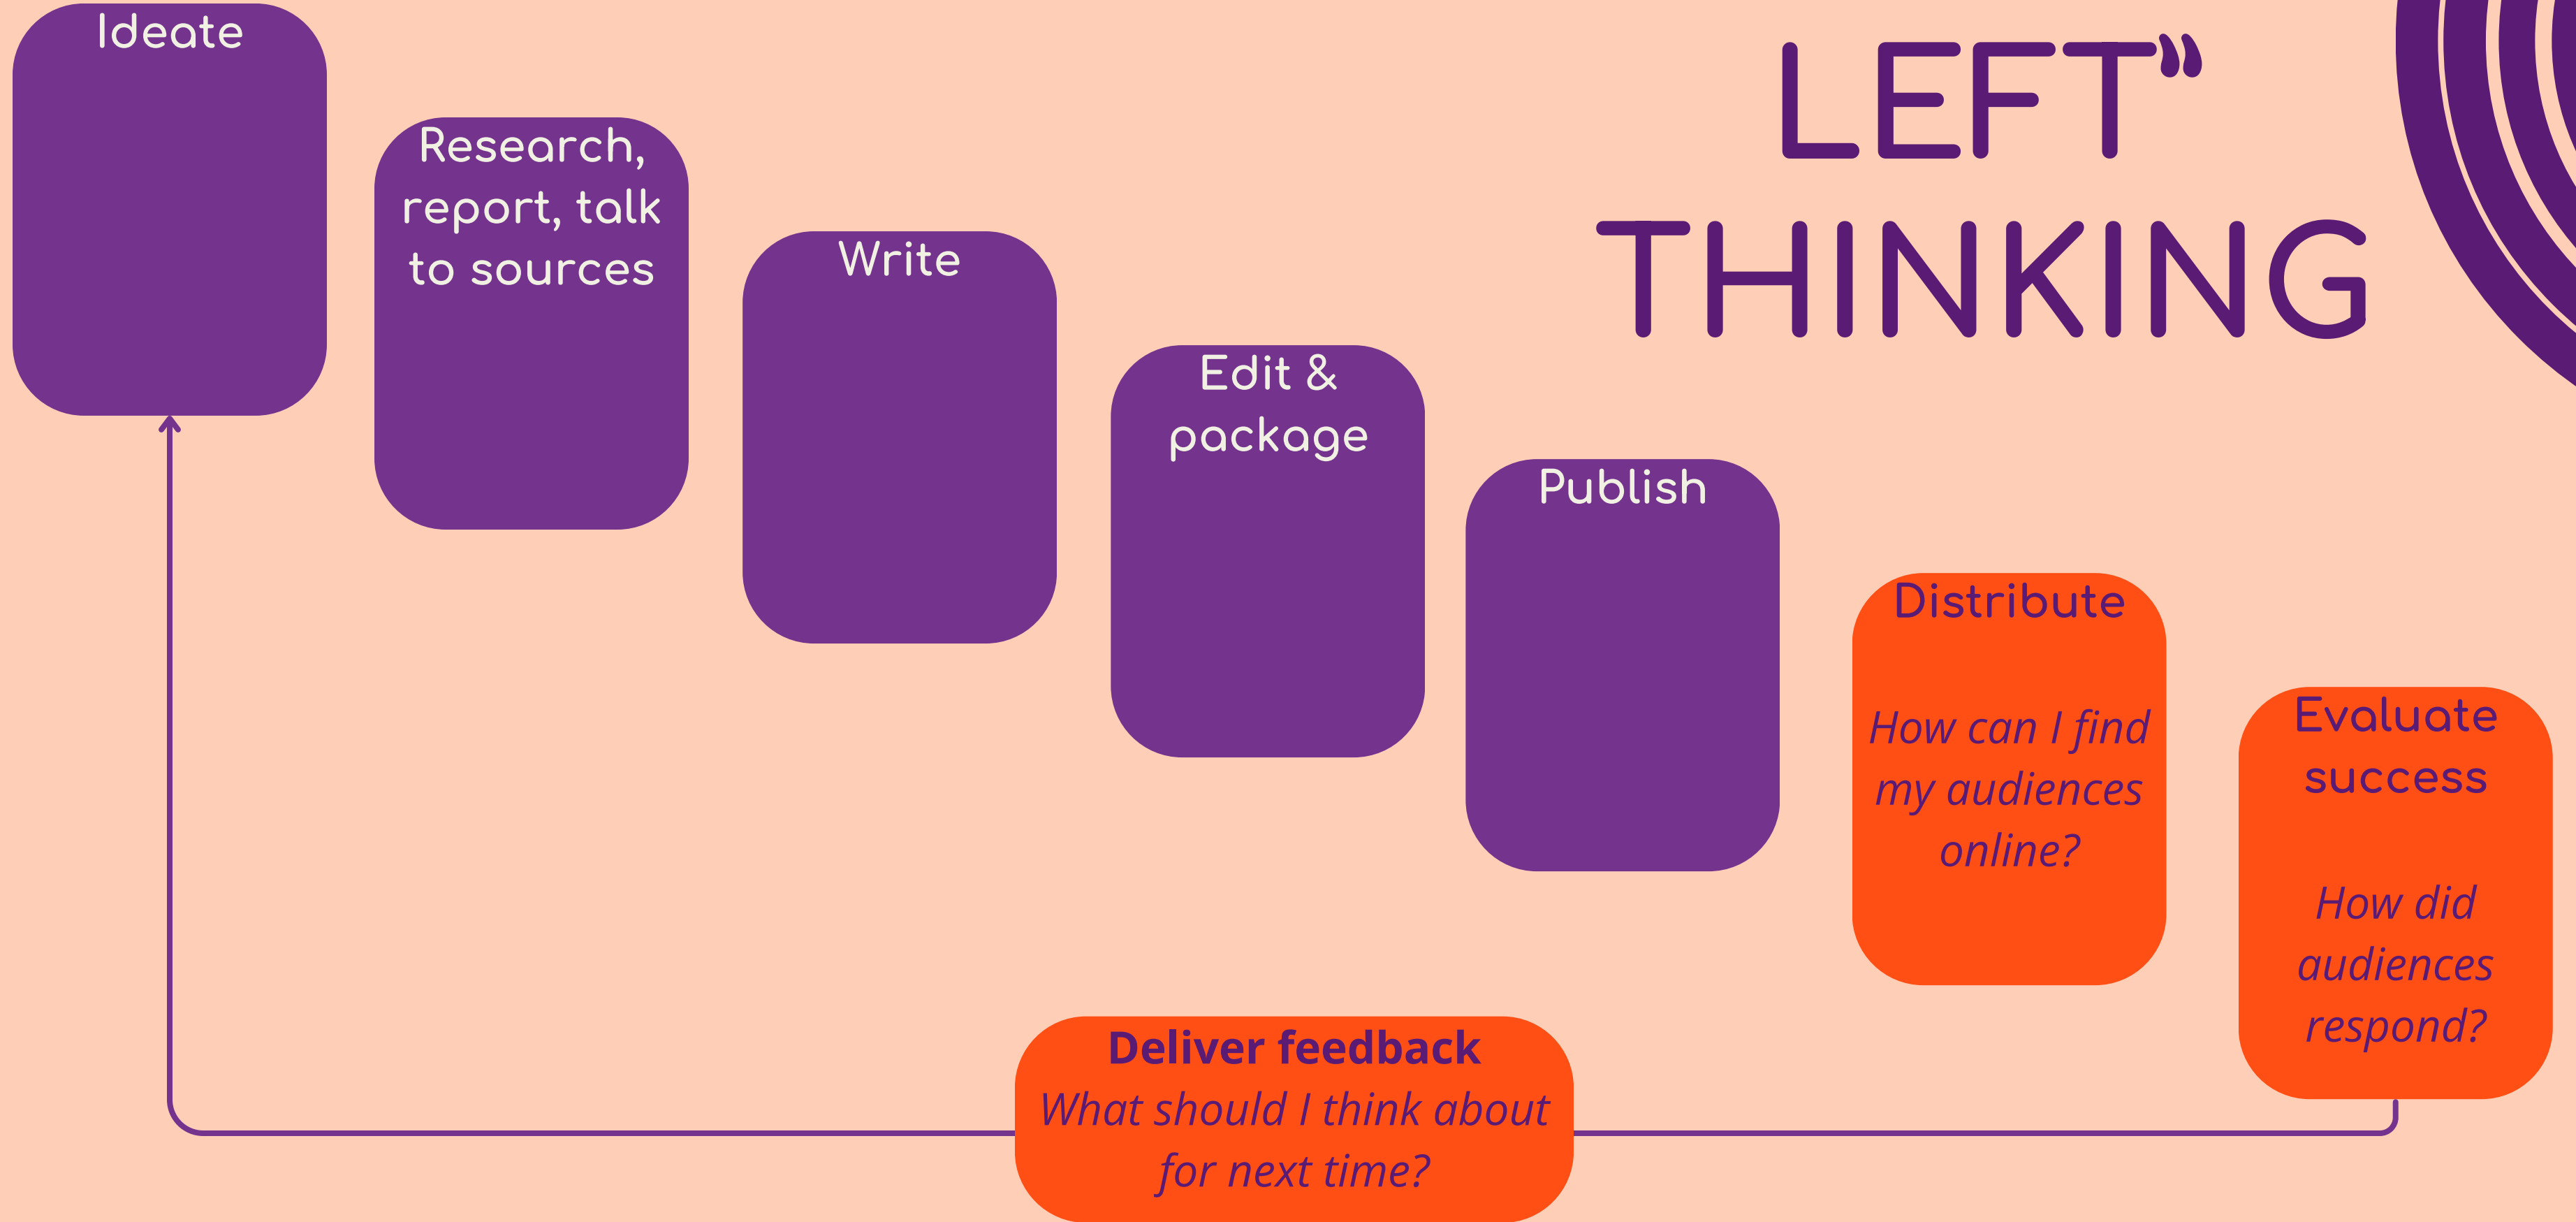 Ideate
Research,
report, talk
to sources
Write
Edit &
package
Publish
LEFT”
THINKING
Distribute
How can I find
my audiences
online?
Evaluate
success
How did
audiences
respond?
Deliver feedback
What should I think about
for next time?